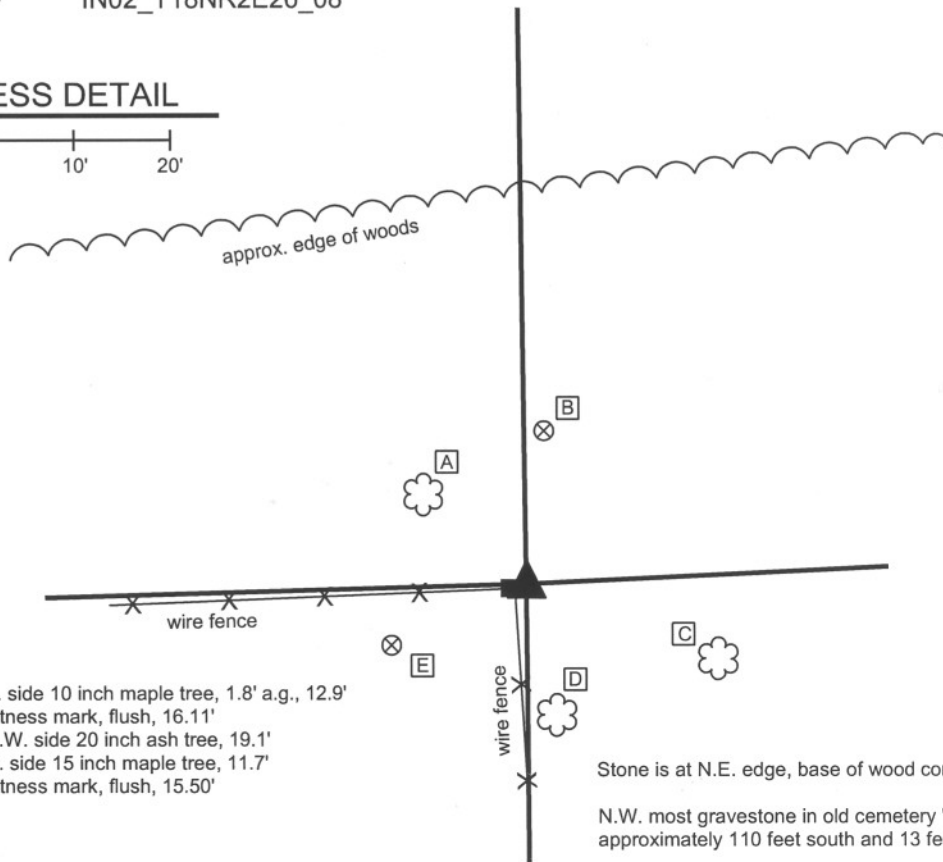 IN02_T18NR2E20_08
ESS DETAIL
10' 20'
approx. edge of woods
B
A
wire fence
E
C
D
wire fence
. side 10 inch maple tree, 1.8' a.g., 12.9'
tness mark, flush, 16.11'
.W. side 20 inch ash tree, 19.1'
. side 15 inch maple tree, 11.7'
tness mark, flush, 15.50'
Stone is at N.E. edge, base of wood co
N.W. most gravestone in old cemetery "
approximately 110 feet south and 13 fe